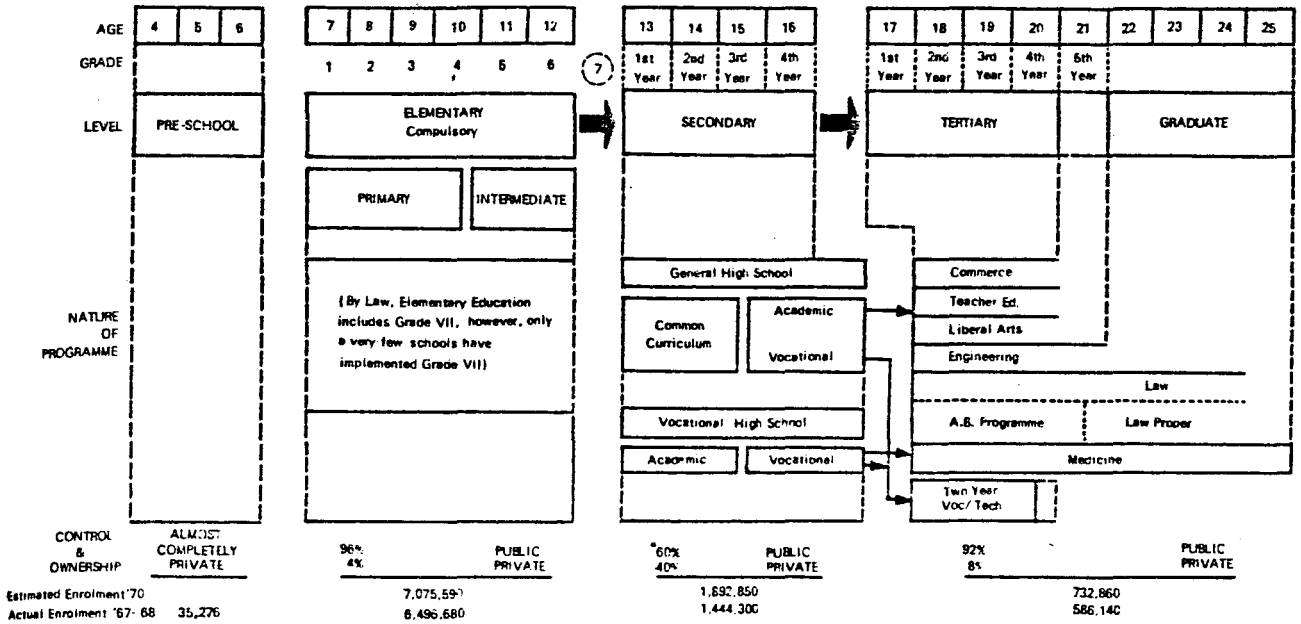 AGE 4 5 6 7 8 9 10 11 12 13 14 15 16 17 18 19 20 21 22 23 24 25
GRADE 1 2 3 4 5 6 7 1st Year 2nd Year 3rd Year 4th Year 1st Year 2nd Year 3rd Year 4th Year 5th Year
LEVEL PRE-SCHOOL ELEMENTARY Compulsory SECONDARY TERTIARY GRADUATE
PRIMARY INTERMEDIATE
NATURE
OF
PROGRAMME
(By Law, Elementary Education
includes Grade VII, however, only
a very few schools have
implemented Grade VII)
General High School
Common
Curriculum
Academic
Vocational
Vocational High School
Academic Vocational
Commerce
Teacher Ed.
Liberal Arts
Engineering
Law
A.B. Programme Law Proper
Medicine
Two Year
Voc/Tech
CONTROL
&
OWNERSHIP
ALMOST
COMPLETELY
PRIVATE
96% PUBLIC
4% PRIVATE
*60% PUBLIC
40% PRIVATE
92% PUBLIC
8% PRIVATE
Estimated Enrolment '70 1,692,850 732,860
Actual Enrolment '67-68 35,276 6,496,680 1,444,300 586,140